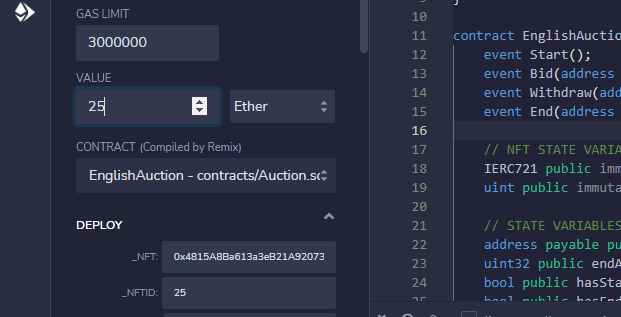 GAS LIMIT
3000000
VALUE
25
Ether
CONTRACT (Compiled by Remix)
EnglishAuction - contracts/Auction.so
DEPLOY
_NFT:
0x4815A8Ba613a3eB21A92073
_NFTID:
25
10
11 contract EnglishAuctio
12 event Start();
13 event Bid(address
14 event Withdraw(ad
15 event End(address
16
17 // NFT STATE VARIA
18 IERC721 public imm
19 uint public immuta
20
21 // STATE VARIABLES
22 address payable pu
23 uint32 public endA
24 bool public hasSta
25 bool public hasEnd